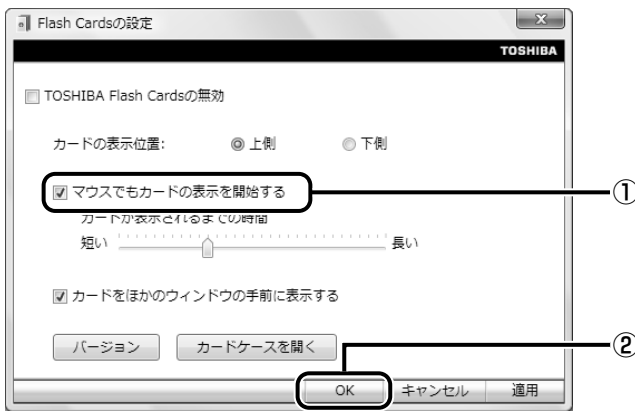 Flash Cardsの設定
TOSHIBA
TOSHIBA Flash Cardsの無効
カードの表示位置: 上側 下側
マウスでもカードの表示を開始する
①
カードが表示されるまでの時間
短い 長い
カードをほかのウィンドウの手前に表示する
バージョン カードケースを開く
②
OK キャンセル 適用